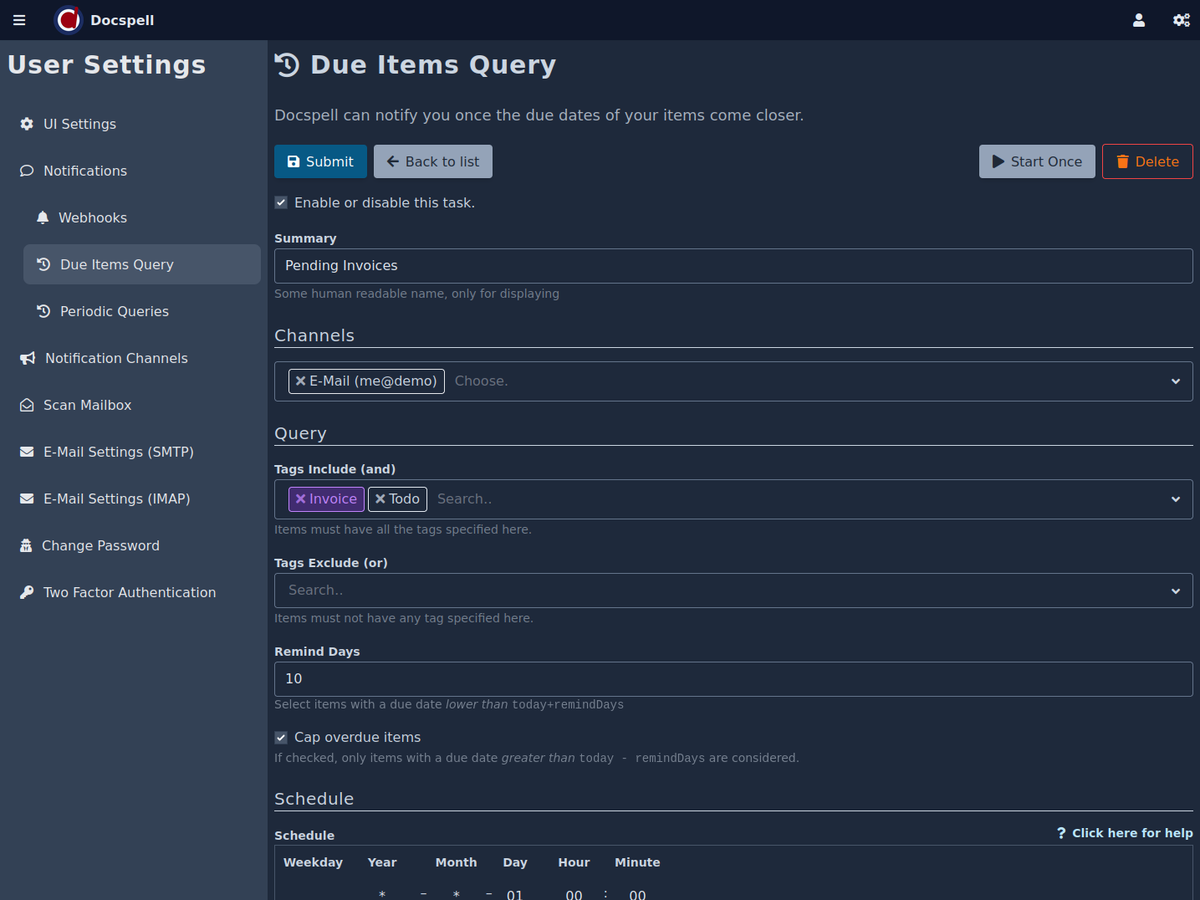 Docspell
User Settings
UI Settings
Notifications
Webhooks
Due Items Query
Periodic Queries
Notification Channels
Scan Mailbox
E-Mail Settings (SMTP)
E-Mail Settings (IMAP)
Change Password
Two Factor Authentication
Due Items Query
Docspell can notify you once the due dates of your items come closer.
Submit Back to list Start Once Delete
Enable or disable this task.
Summary
Pending Invoices
Some human readable name, only for displaying
Channels
E-Mail (me@demo) Choose.
Query
Tags Include (and)
Invoice Todo Search..
Items must have all the tags specified here.
Tags Exclude (or)
Search..
Items must not have any tag specified here.
Remind Days
10
Select items with a due date lower than today+remindDays
Cap overdue items
If checked, only items with a due date greater than today - remindDays are considered.
Schedule
Schedule ? Click here for help
Weekday Year Month Day Hour Minute
* – * – 01 00 : 00